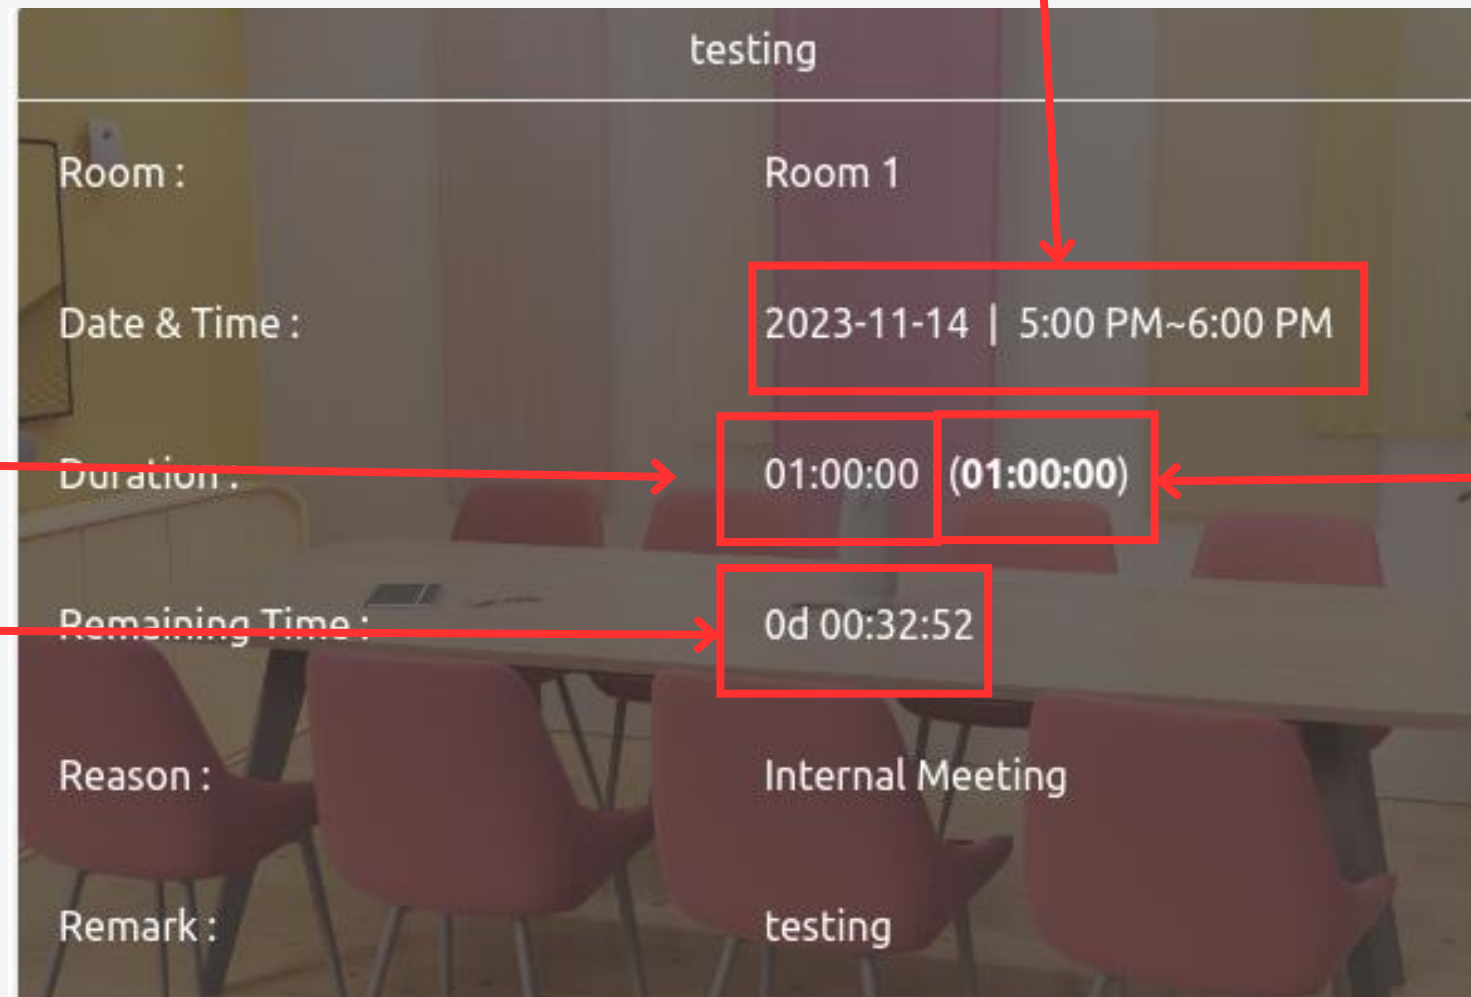 testing
Room : Room 1
Date & Time : 2023-11-14 | 5:00 PM~6:00 PM
Duration : 01:00:00 (01:00:00)
Remaining Time : 0d 00:32:52
Reason : Internal Meeting
Remark : testing